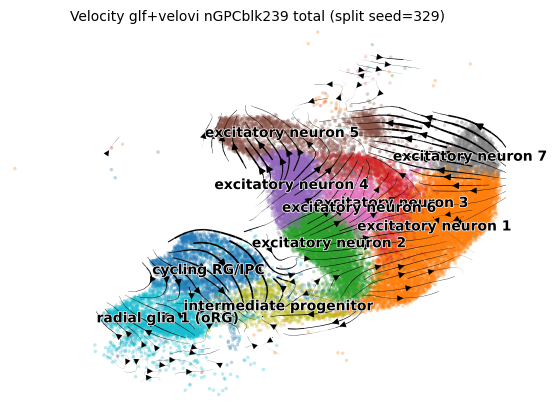 Velocity glf+velovi nGPCblk239 total (split seed=329)
excitatory neuron 5
excitatory neuron 7
excitatory neuron 4
excitatory neuron 3
excitatory neuron 6
excitatory neuron 1
excitatory neuron 2
cycling RG/IPC
intermediate progenitor
radial glia 1 (oRG)